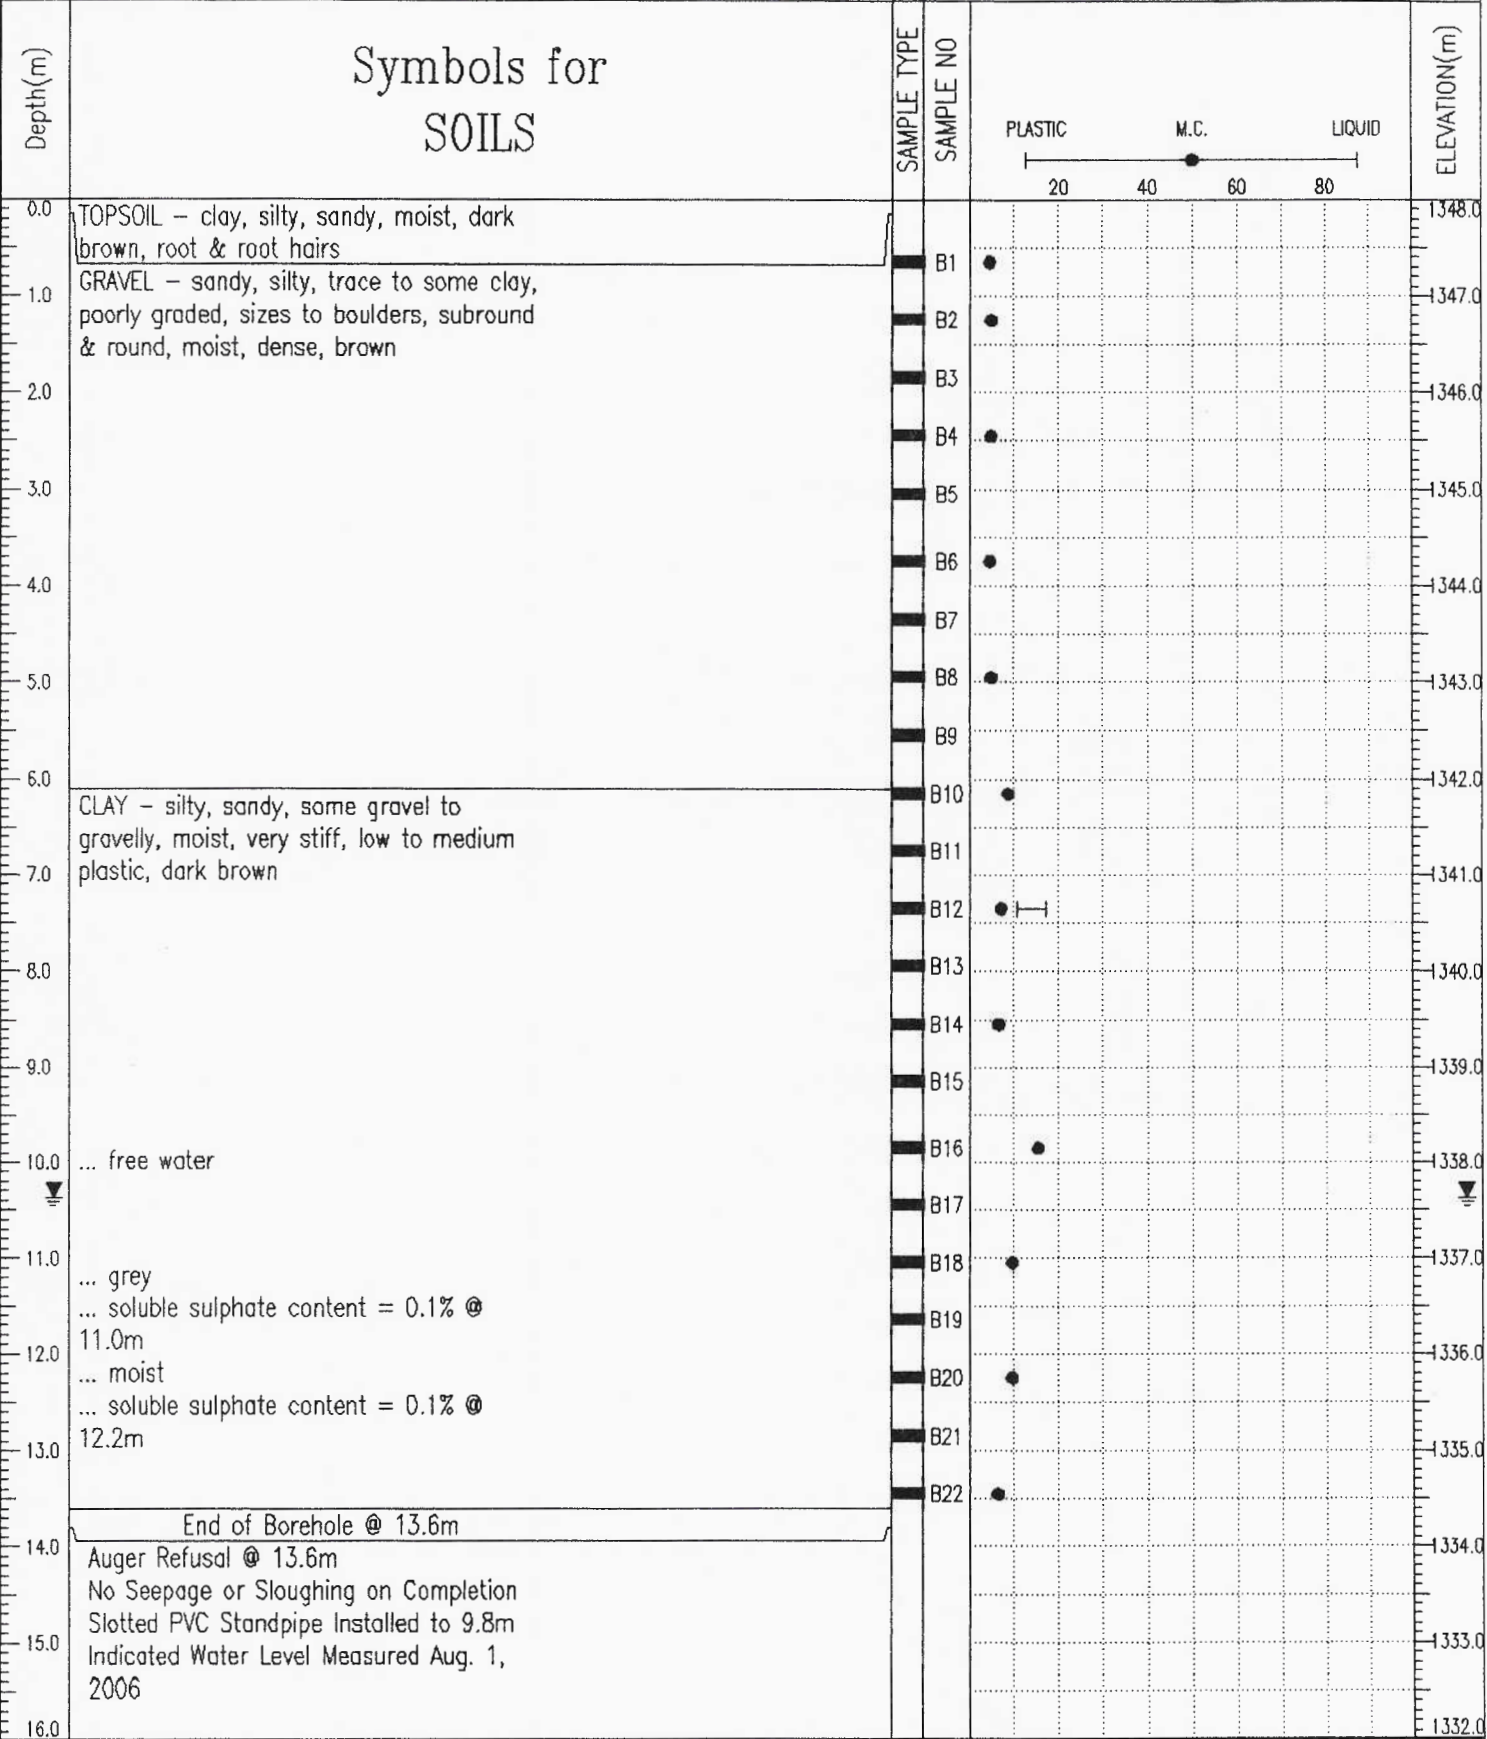 Depth(m)
Symbols for
SOILS
SAMPLE TYPE
SAMPLE NO
PLASTIC M.C. LIQUID
20 40 60 80
ELEVATION(m)
0.0
TOPSOIL – clay, silty, sandy, moist, dark
1348.0
brown, root & root hairs
B1
GRAVEL – sandy, silty, trace to some clay,
1.0
1347.0
poorly graded, sizes to boulders, subround
B2
& round, moist, dense, brown
B3
2.0
1346.0
B4
3.0
B5
1345.0
B6
4.0
1344.0
B7
5.0
B8
1343.0
B9
6.0
1342.0
B10
CLAY – silty, sandy, some gravel to
gravelly, moist, very stiff, low to medium
B11
7.0
plastic, dark brown
1341.0
B12
8.0
B13
1340.0
B14
9.0
1339.0
B15
B16
10.0
... free water
1338.0
B17
11.0
B18
1337.0
... grey
... soluble sulphate content = 0.1% @
B19
11.0m
12.0
1336.0
... moist
B20
... soluble sulphate content = 0.1% @
12.2m
B21
13.0
1335.0
B22
End of Borehole @ 13.6m
14.0
1334.0
Auger Refusal @ 13.6m
No Seepage or Sloughing on Completion
Slotted PVC Standpipe Installed to 9.8m
15.0
1333.0
Indicated Water Level Measured Aug. 1,
2006
16.0
1332.0